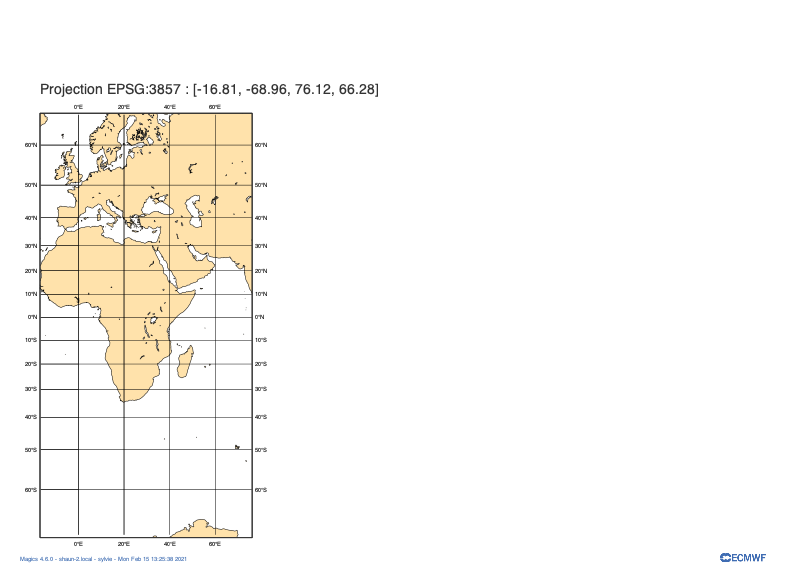 Projection EPSG:3857 : [-16.81, -68.96, 76.12, 66.28]
0°E 20°E 40°E 60°E
60°N 60°N
50°N 50°N
40°N 40°N
30°N 30°N
20°N 20°N
10°N 10°N
0°N 0°N
10°S 10°S
20°S 20°S
30°S 30°S
40°S 40°S
50°S 50°S
60°S 60°S
0°E 20°E 40°E 60°E
Magics 4.6.0 - shaun-2.local - sylvie - Mon Feb 15 13:25:38 2021
ECMWF